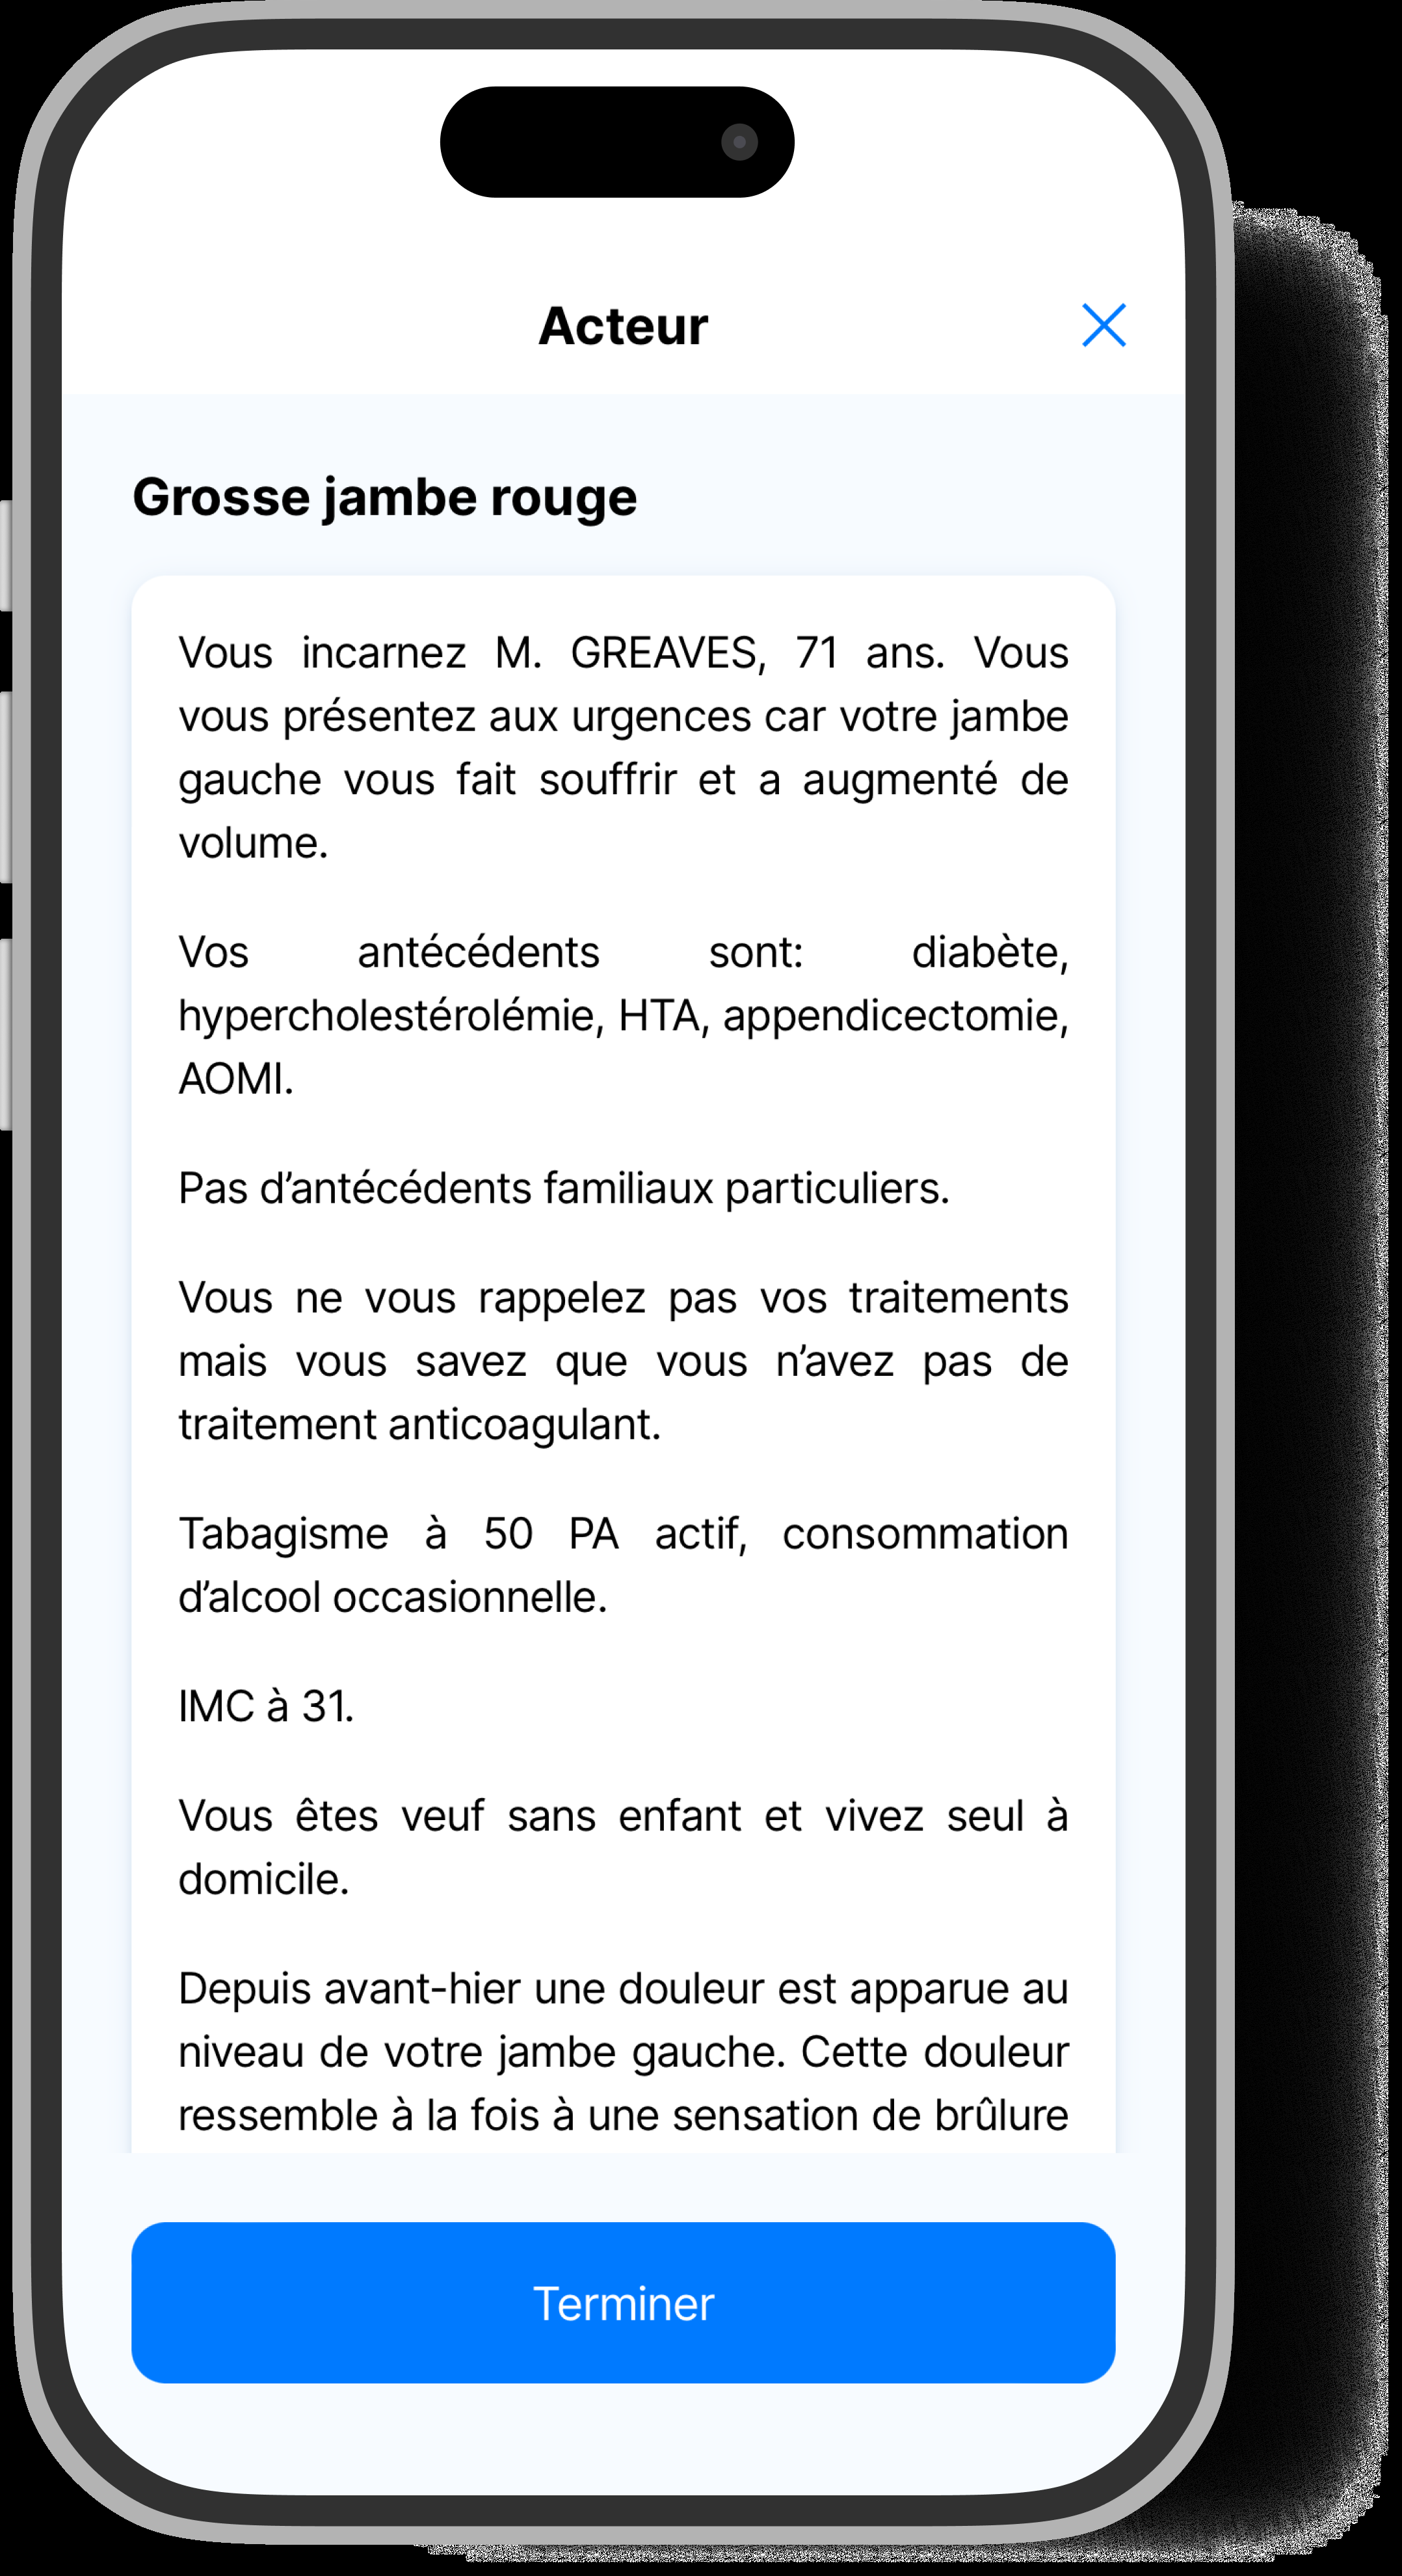 Acteur
Grosse jambe rouge
Vous incarnez M. GREAVES, 71 ans. Vous
vous présentez aux urgences car votre jambe
gauche vous fait souffrir et a augmenté de
volume.
Vos antécédents sont: diabète,
hypercholestérolémie, HTA, appendicectomie,
AOMI.
Pas d’antécédents familiaux particuliers.
Vous ne vous rappelez pas vos traitements
mais vous savez que vous n’avez pas de
traitement anticoagulant.
Tabagisme à 50 PA actif, consommation
d’alcool occasionnelle.
IMC à 31.
Vous êtes veuf sans enfant et vivez seul à
domicile.
Depuis avant-hier une douleur est apparue au
niveau de votre jambe gauche. Cette douleur
ressemble à la fois à une sensation de brûlure
Terminer